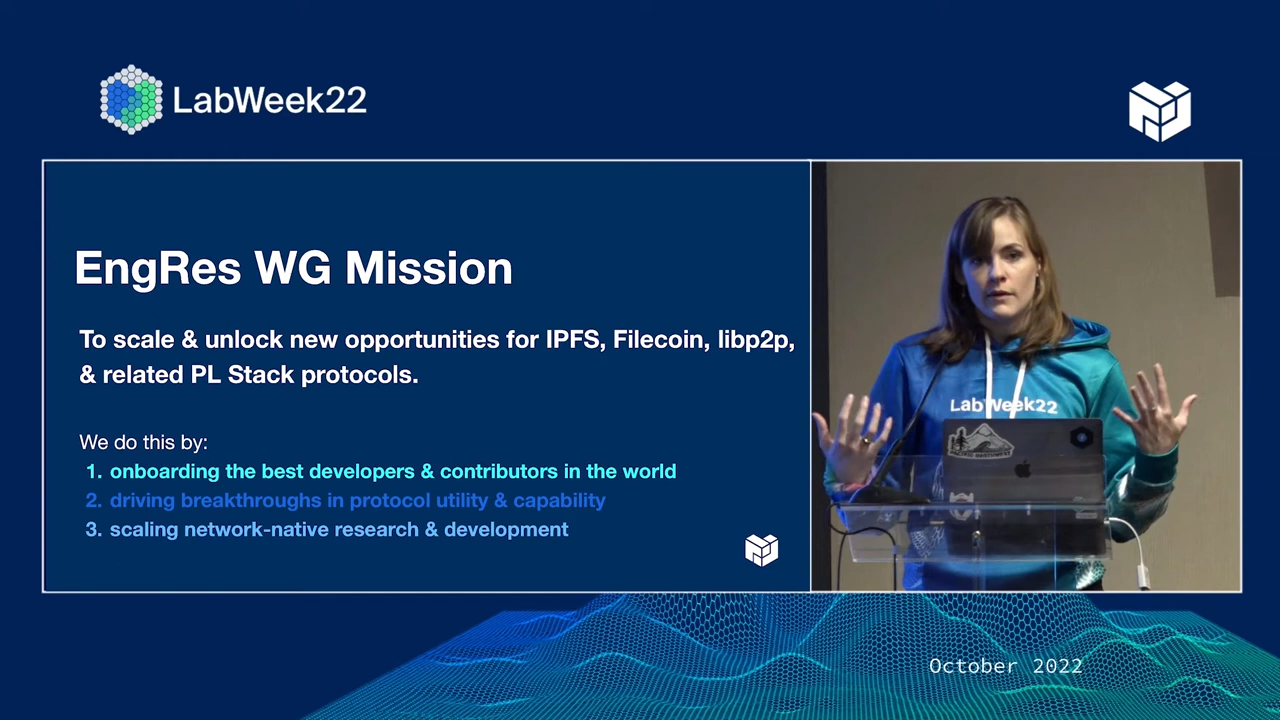 LabWeek22
EngRes WG Mission
To scale & unlock new opportunities for IPFS, Filecoin, libp2p,
& related PL Stack protocols.
We do this by:
1. onboarding the best developers & contributors in the world
2. driving breakthroughs in protocol utility & capability
3. scaling network-native research & development
LabWeek22
October 2022